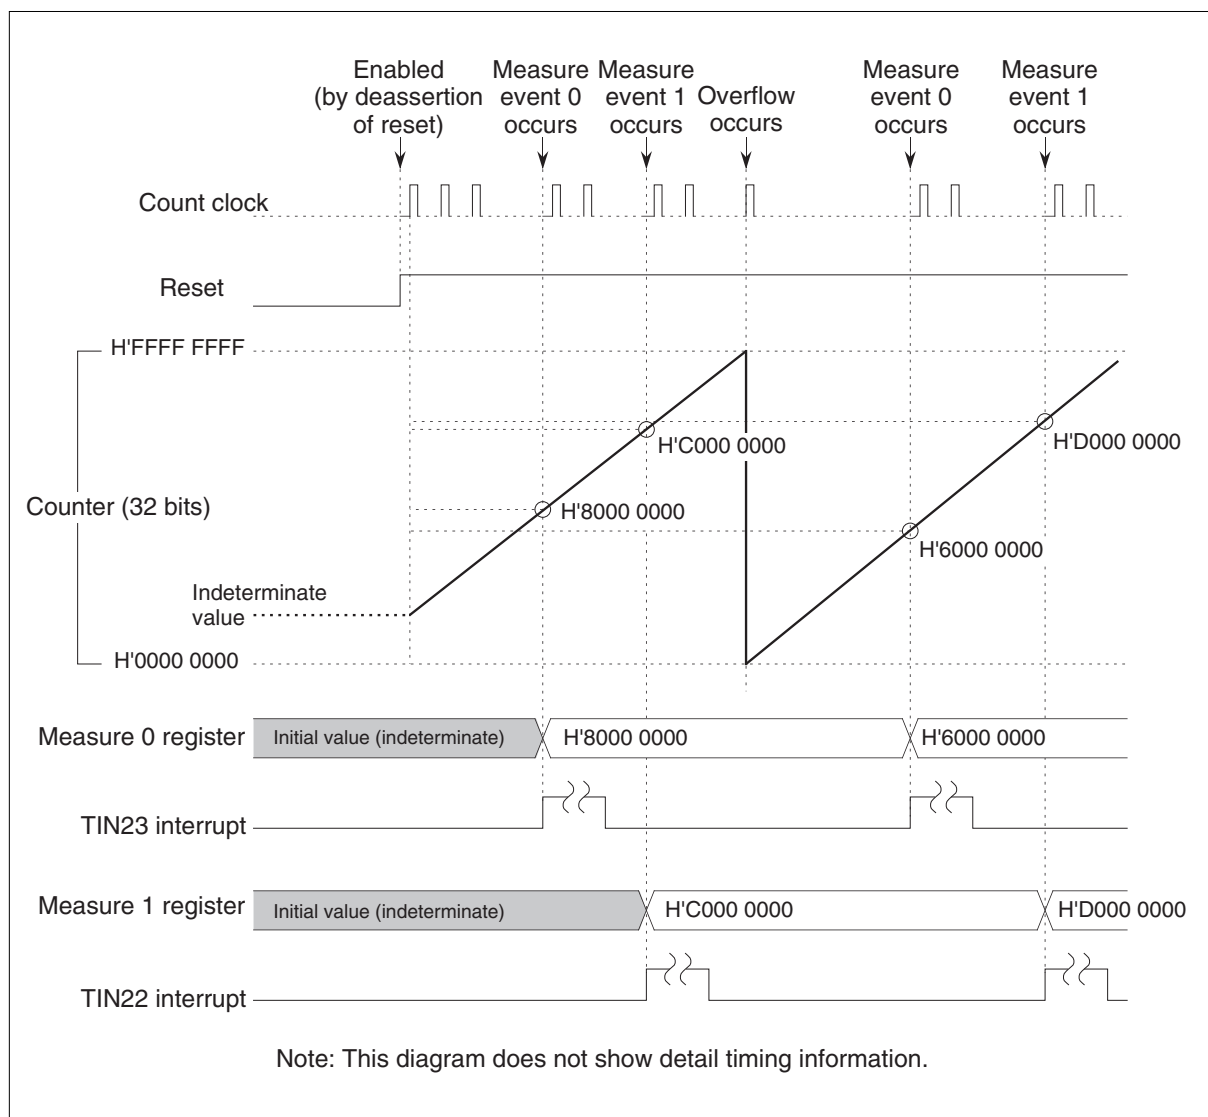 Enabled
(by deassertion
of reset)
Measure
event 0
occurs
Measure
event 1
occurs
Overflow
occurs
Measure
event 0
occurs
Measure
event 1
occurs
Count clock
Reset
H'FFFF FFFF
H'C000 0000
H'D000 0000
Counter (32 bits)
H'8000 0000
H'6000 0000
Indeterminate
value
H'0000 0000
Measure 0 register
Initial value (indeterminate)
H'8000 0000
H'6000 0000
TIN23 interrupt
Measure 1 register
Initial value (indeterminate)
H'C000 0000
H'D000 0000
TIN22 interrupt
Note: This diagram does not show detail timing information.